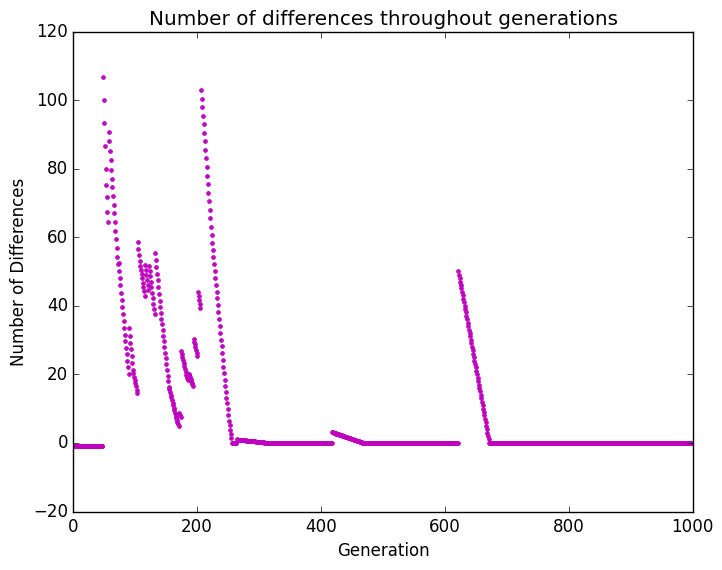 Number of differences throughout generations
120
100
80
60
40
20
0
−20
Number of Differences
0 200 400 600 800 1000
Generation